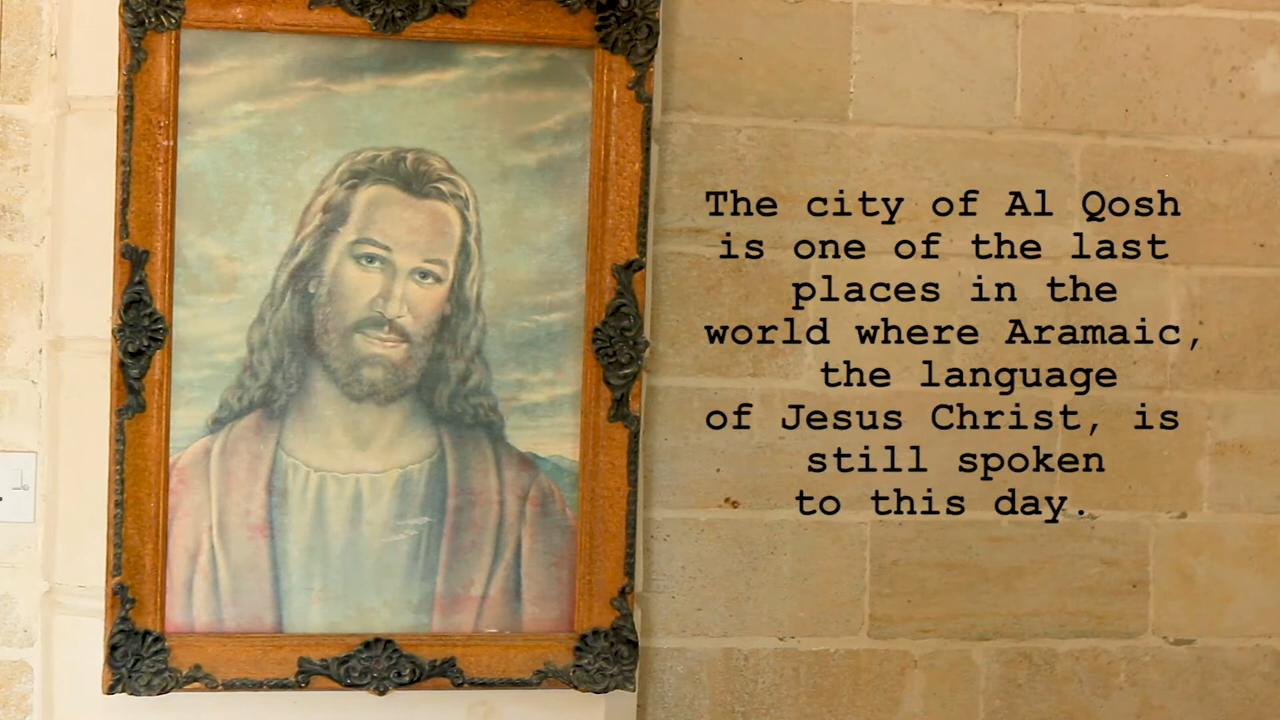 The city of Al Qosh
is one of the last
places in the
world where Aramaic,
the language
of Jesus Christ, is
still spoken
to this day.